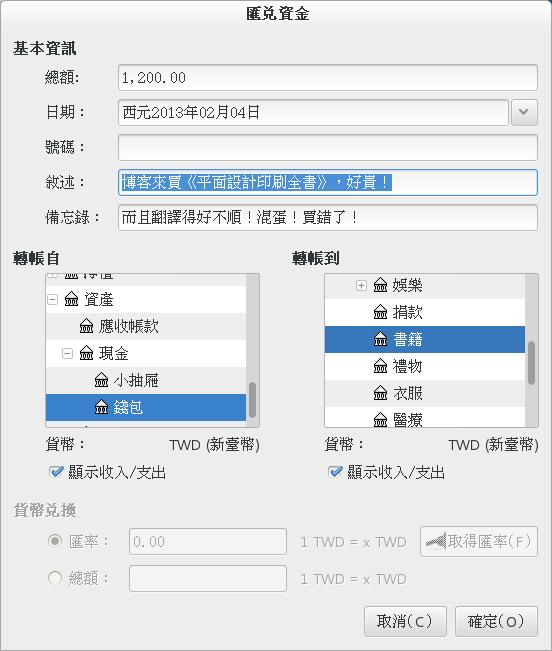 匯兌資金
基本資訊
總額:
1,200.00
日期：
西元2013年02月04日
號碼：
敘述：
博客來買《平面設計印刷全書》，好貴！
備忘錄：
而且翻譯得好不順！混蛋！買錯了！
轉帳自
轉帳到
資產
應收帳款
現金
小抽屜
錢包
貨幣：
TWD (新臺幣)
顯示收入/支出
娛樂
捐款
書籍
禮物
衣服
醫療
貨幣：
TWD (新臺幣)
顯示收入/支出
貨幣兌換
匯率：
0.00
1 TWD = x TWD
取得匯率(F)
總額：
1 TWD = x TWD
取消(C)
確定(O)